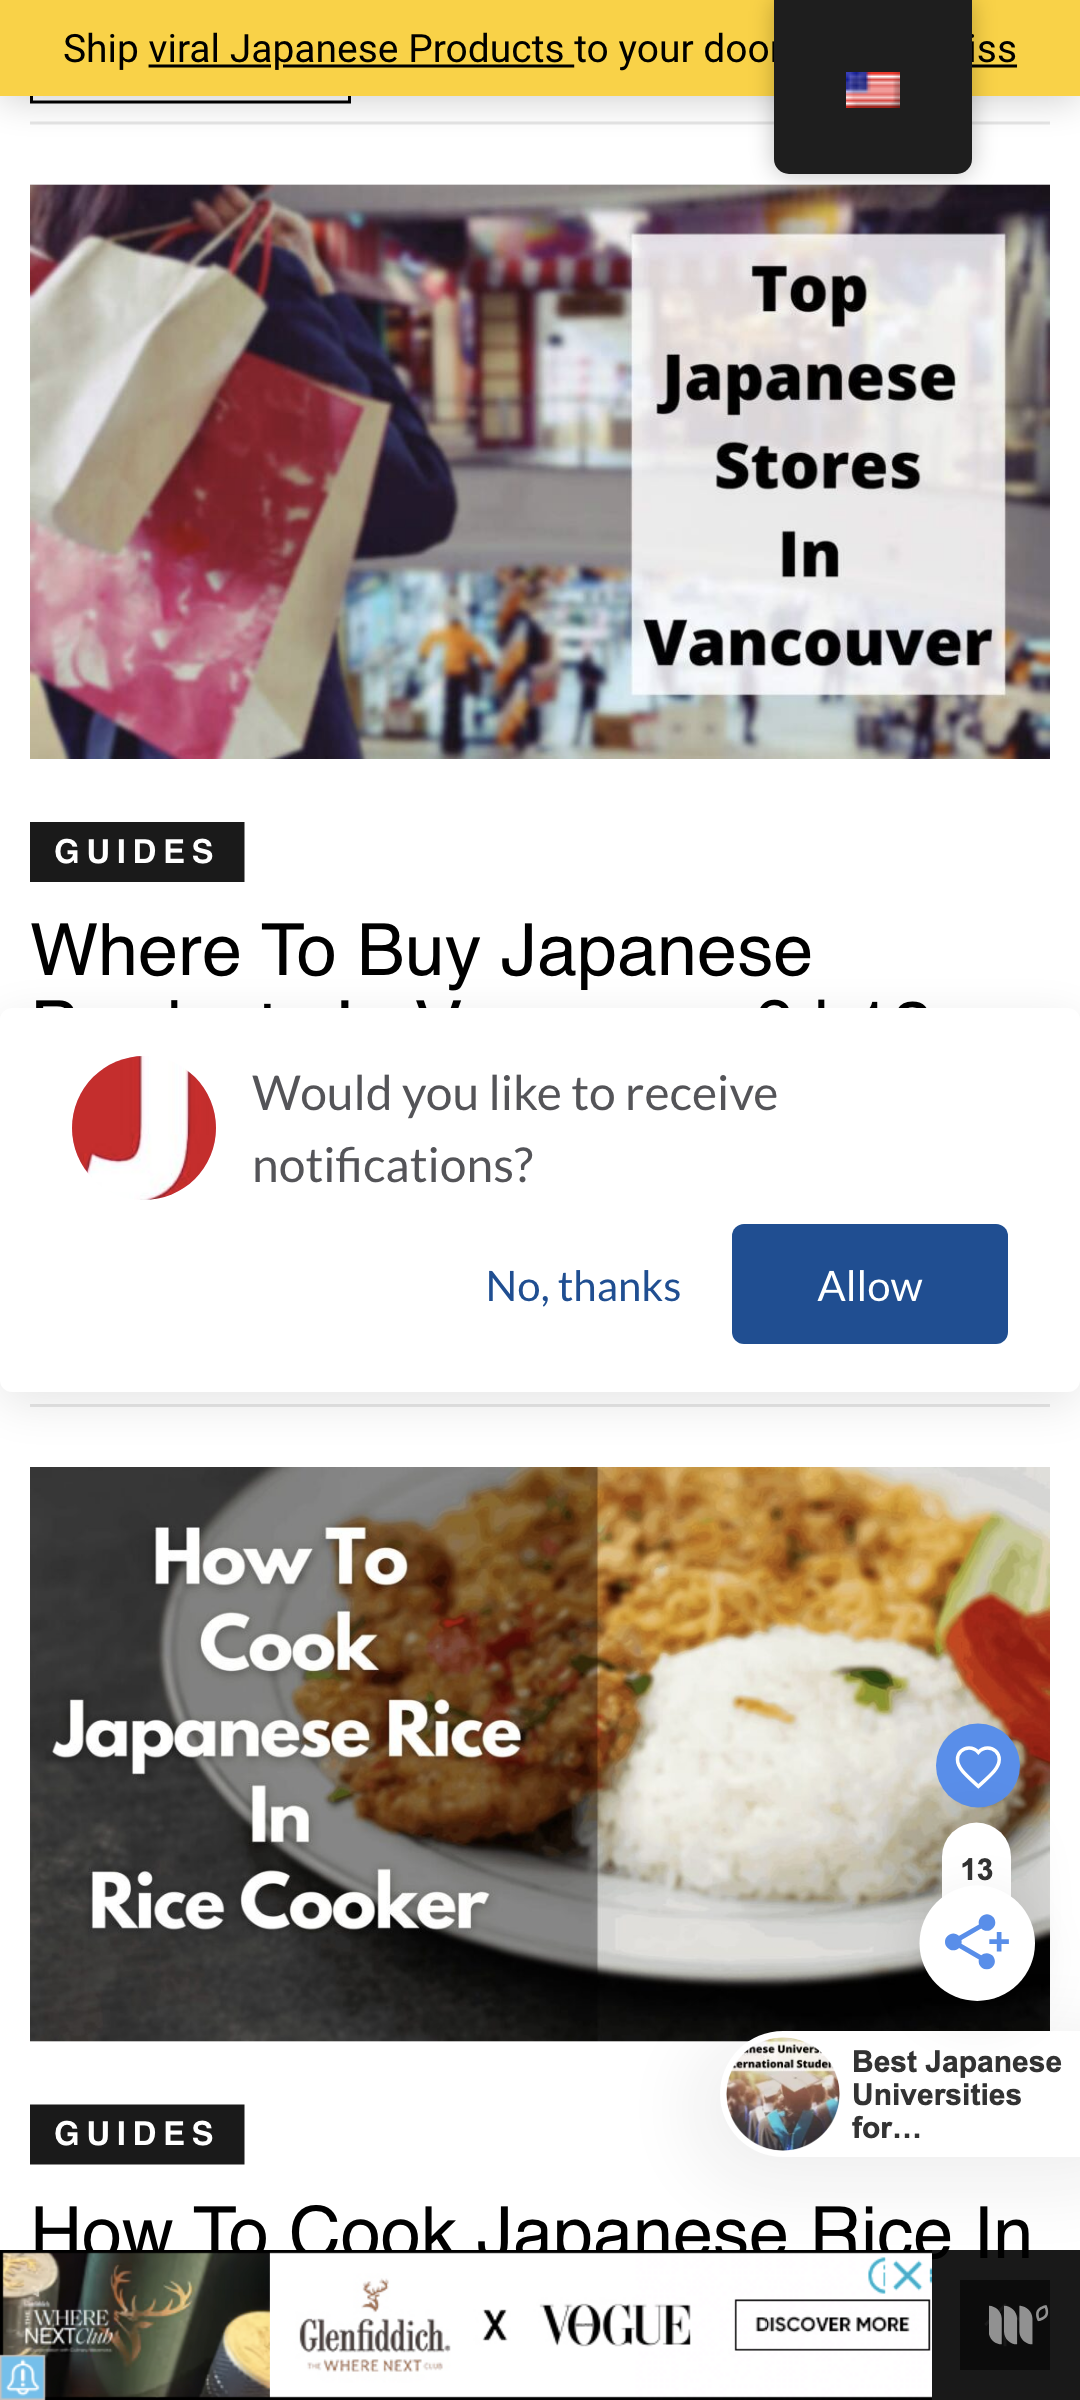 Ship viral Japanese Products to your door
iss
Top
Japanese
Stores
In
Vancouver
GUIDES
Where To Buy Japanese
Would you like to receive
notifications?
No, thanks
Allow
How To
Cook
Japanese Rice
In
Rice Cooker
13
Best Japanese
Universities
for...
GUIDES
How To Cook Japanese Rice In
THE WHERE
NEXT Club
Glenfiddich.
THE WHERE NEXT CLUB
X
VOGUE
DISCOVER MORE